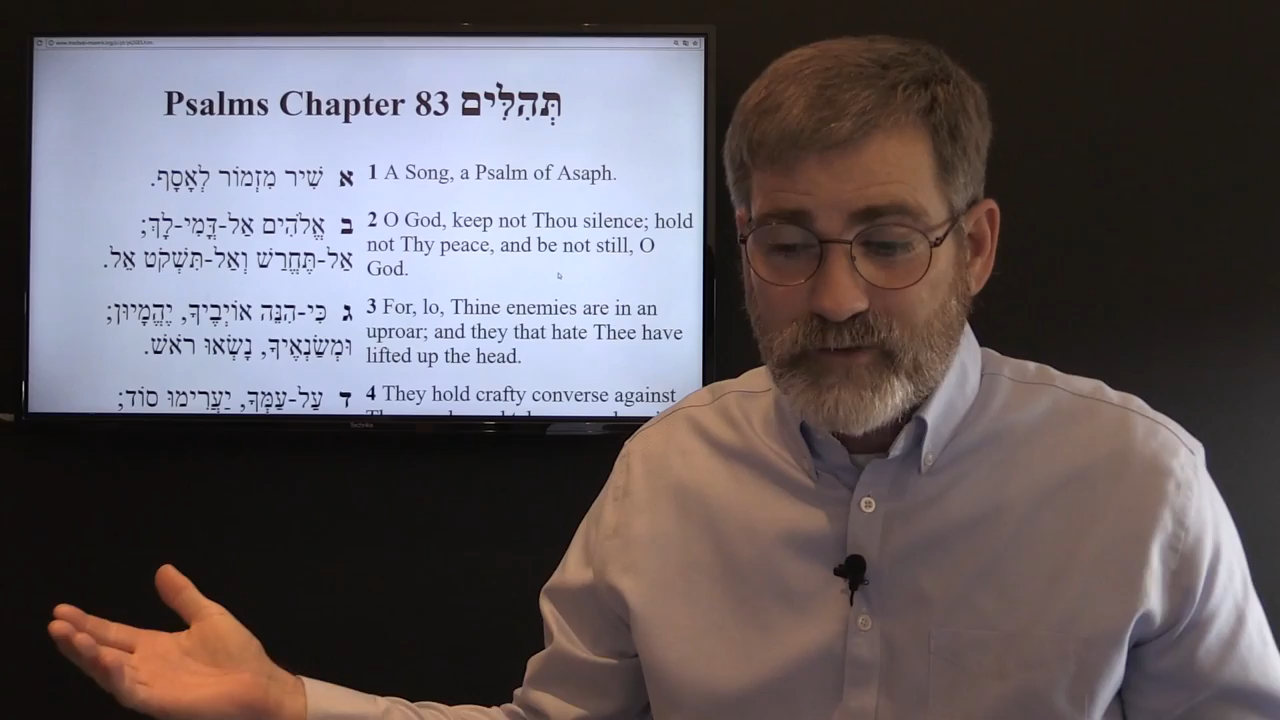 Psalms Chapter 83 תְּהִלִּים
א שִׁיר מִזְמוֹר לְאָסָף.
1 A Song, a Psalm of Asaph.
ב אֱלֹהִים אַל-דֳּמִי-לָךְ;
אַל-תֶּחֱרַשׁ וְאַל-תִּשְׁקֹט אֵל.
2 O God, keep not Thou silence; hold
not Thy peace, and be not still, O
God.
ג כִּי-הִנֵּה אוֹיְבֶיךָ, יֶהֱמָיוּן;
וּמְשַׂנְאֶיךָ, נָשְׂאוּ רֹאשׁ.
3 For, lo, Thine enemies are in an
uproar; and they that hate Thee have
lifted up the head.
ד עַל-עַמְּךָ, יַעֲרִימוּ סוֹד;
4 They hold crafty converse against